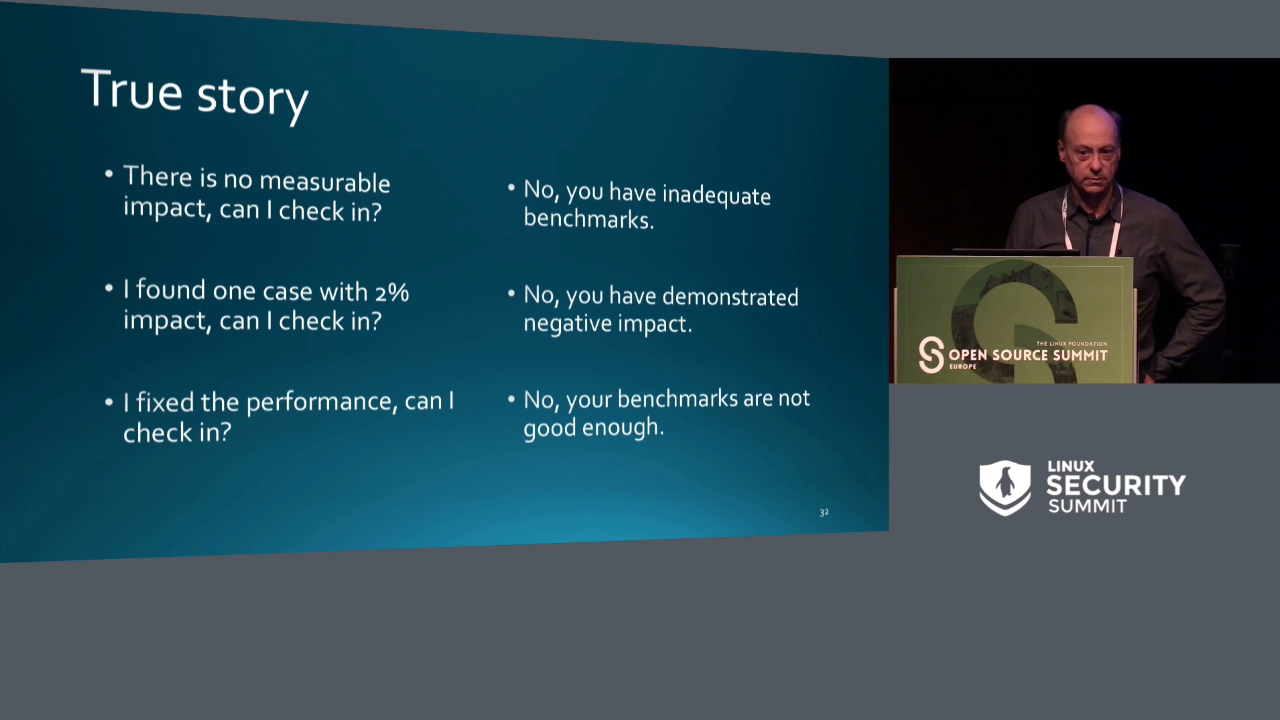 True story
• There is no measurable
impact, can I check in?
• No, you have inadequate
benchmarks.
• I found one case with 2%
impact, can I check in?
• No, you have demonstrated
negative impact.
• I fixed the performance, can I
check in?
• No, your benchmarks are not
good enough.
32
THE LINUX FOUNDATION
OPEN SOURCE SUMMIT
EUROPE
LINUX
SECURITY
SUMMIT